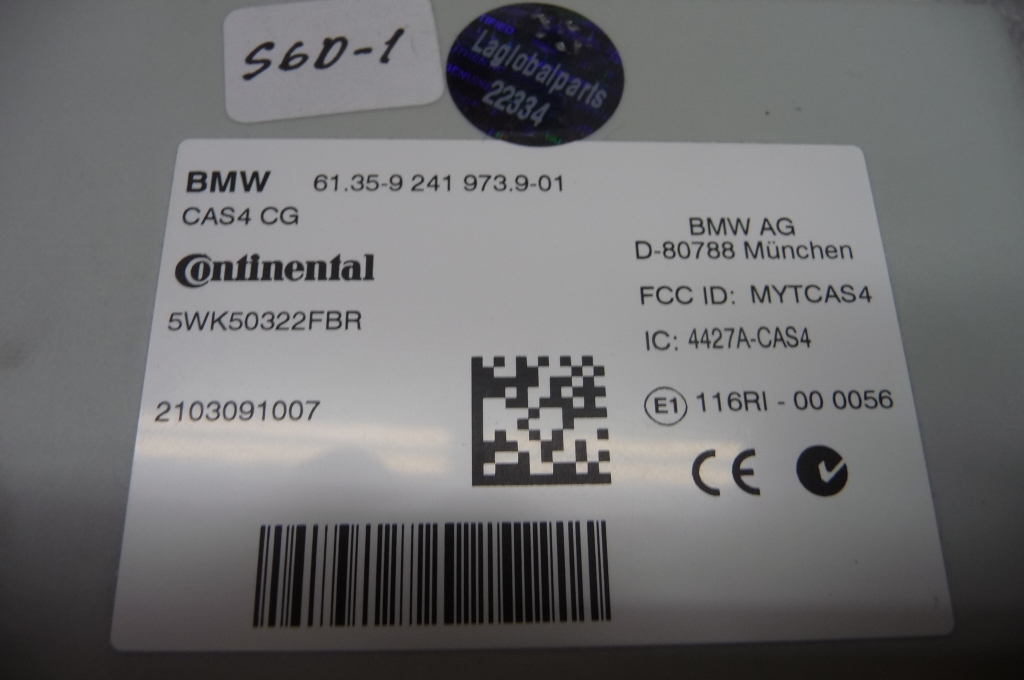 S6D-1
Laglobalparts
22334
BMW 61.35-9 241 973.9-01
CAS4 CG
Continental
5WK50322FBR
2103091007
BMW AG
D-80788 München
FCC ID: MYTCAS4
IC: 4427A-CAS4
E1 116RI - 00 0056
CE